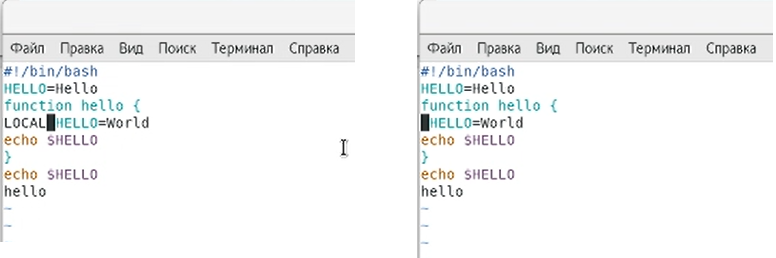 Файл Правка Вид Поиск Терминал Справка
#!/bin/bash
HELLO=Hello
function hello {
LOCAL HELLO=World
echo $HELLO
}
echo $HELLO
hello
~
~
Файл Правка Вид Поиск Терминал Справка
#!/bin/bash
HELLO=Hello
function hello {
HELLO=World
echo $HELLO
}
echo $HELLO
hello
~
~
~